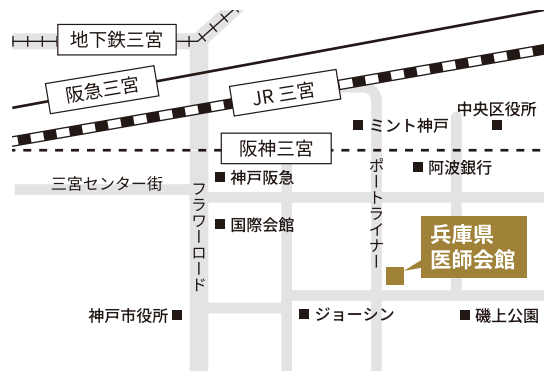 地下鉄三宮
阪急三宮
JR 三宮
中央区役所
ミント神戸
阪神三宮
阪波銀行
三宮センター街
神戸阪急
フラワーロード
ポートライナー
国際会館
兵庫県
医師会館
神戸市役所
ジョーシン
磯上公園